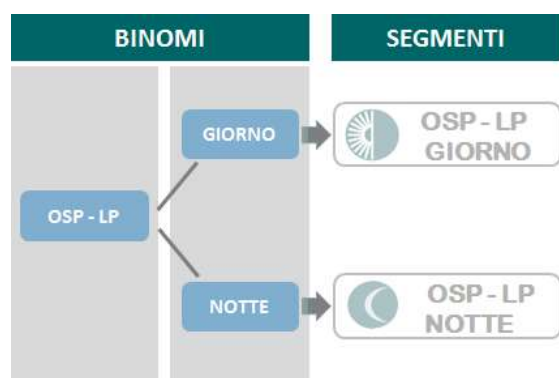 BINOMI
SEGMENTI
GIORNO
OSP - LP
GIORNO
OSP - LP
NOTTE
OSP - LP
NOTTE